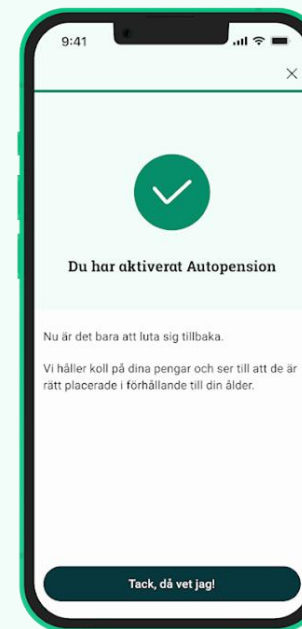 9:41
Du har aktiverat Autopension
Nu är det bara att luta sig tillbaka.
Vi håller koll på dina pengar och ser till att de är
rätt placerade i förhållande till din ålder.
Tack, då vet jag!